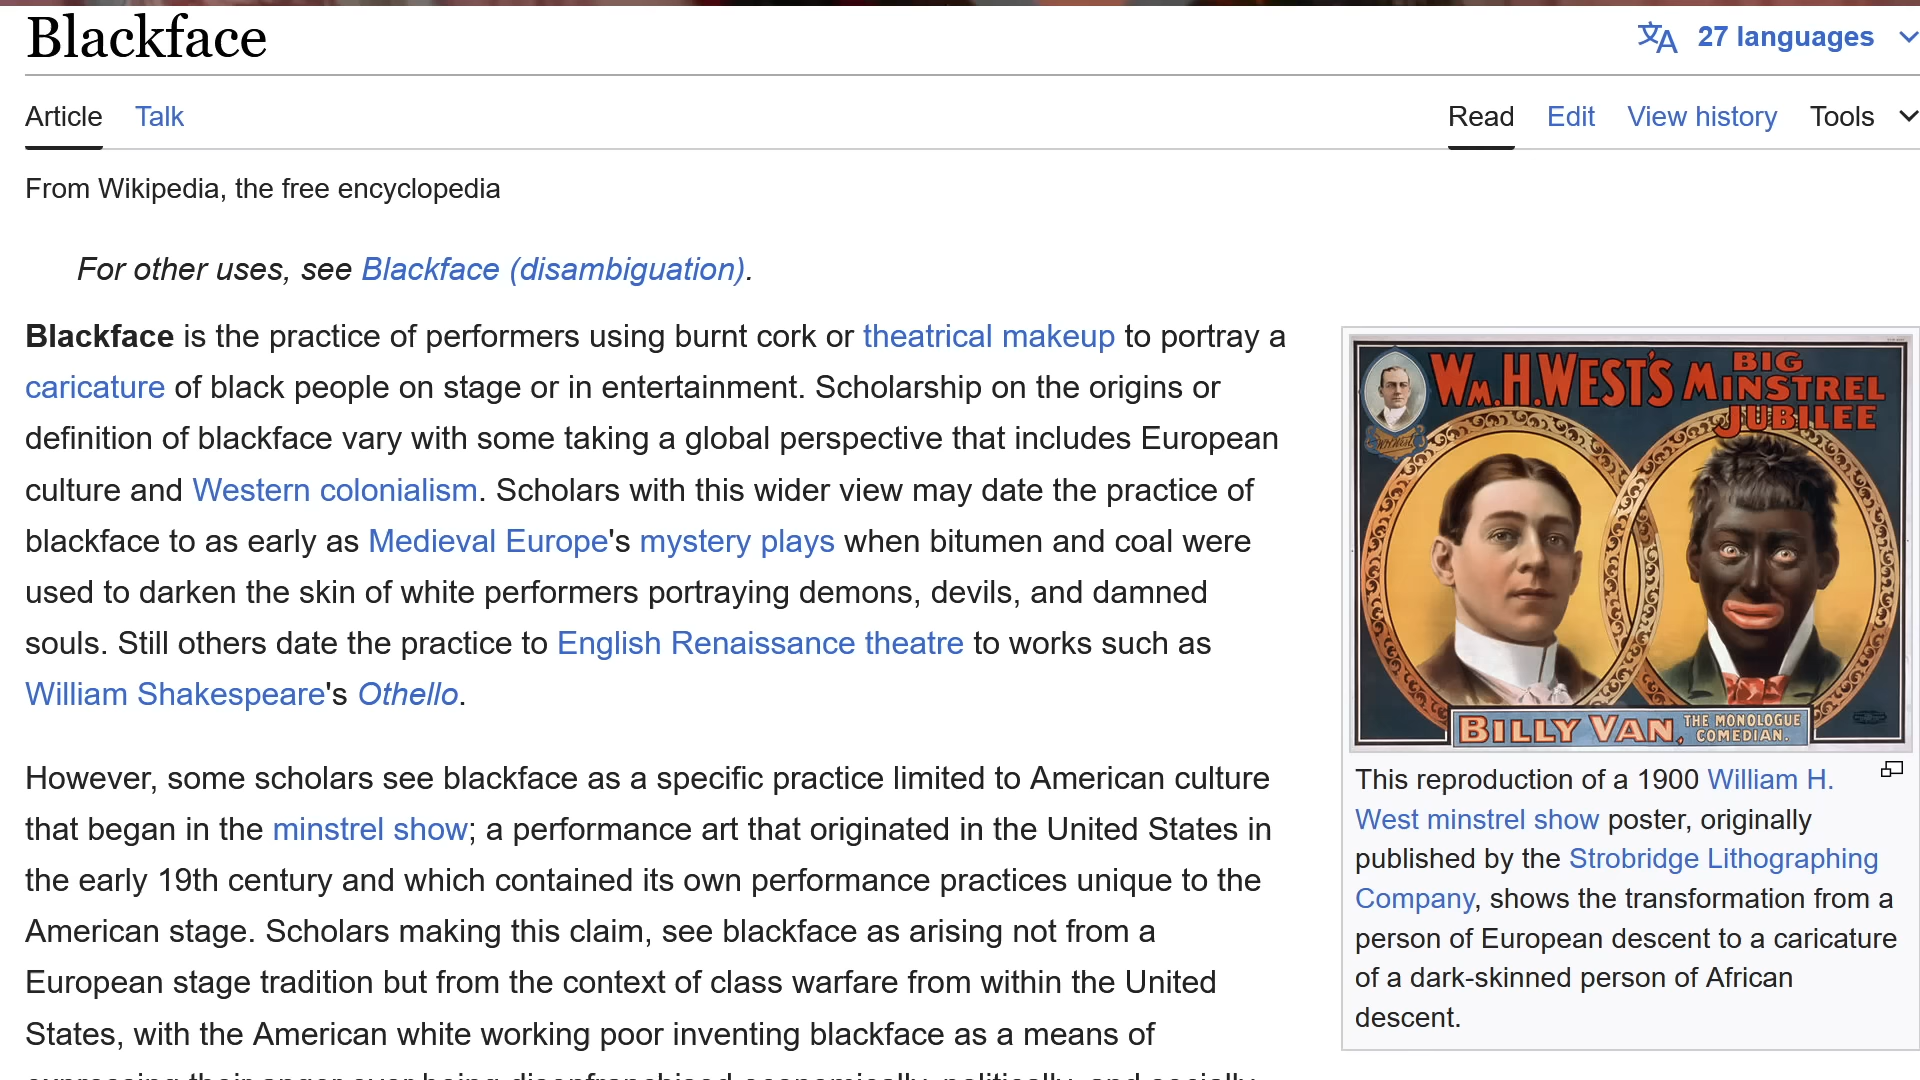 Blackface
27 languages
Article Talk
Read Edit View history Tools
From Wikipedia, the free encyclopedia
For other uses, see Blackface (disambiguation).
Blackface is the practice of performers using burnt cork or theatrical makeup to portray a
caricature of black people on stage or in entertainment. Scholarship on the origins or
definition of blackface vary with some taking a global perspective that includes European
culture and Western colonialism. Scholars with this wider view may date the practice of
blackface to as early as Medieval Europe's mystery plays when bitumen and coal were
used to darken the skin of white performers portraying demons, devils, and damned
souls. Still others date the practice to English Renaissance theatre to works such as
William Shakespeare's Othello.
However, some scholars see blackface as a specific practice limited to American culture
that began in the minstrel show; a performance art that originated in the United States in
the early 19th century and which contained its own performance practices unique to the
American stage. Scholars making this claim, see blackface as arising not from a
European stage tradition but from the context of class warfare from within the United
States, with the American white working poor inventing blackface as a means of
expressing their anger over being disenfranchised economically, politically, and socially
WM. H. WEST'S BIG
MINSTREL
JUBILEE
BILLY VAN, THE MONOLOGUE
COMEDIAN.
This reproduction of a 1900 William H.
West minstrel show poster, originally
published by the Strobridge Lithographing
Company, shows the transformation from a
person of European descent to a caricature
of a dark-skinned person of African
descent.